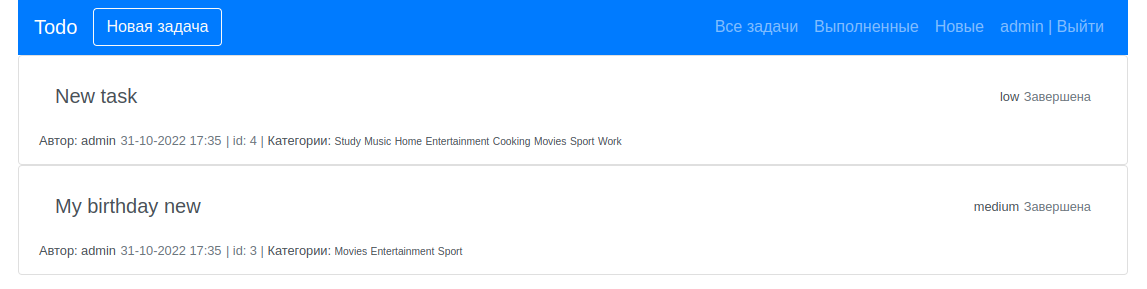 Todo Новая задача Все задачи Выполненные Новые admin | Выйти
New task low Завершена
Автор: admin 31-10-2022 17:35 | id: 4 | Категории: Study Music Home Entertainment Cooking Movies Sport Work
My birthday new medium Завершена
Автор: admin 31-10-2022 17:35 | id: 3 | Категории: Movies Entertainment Sport